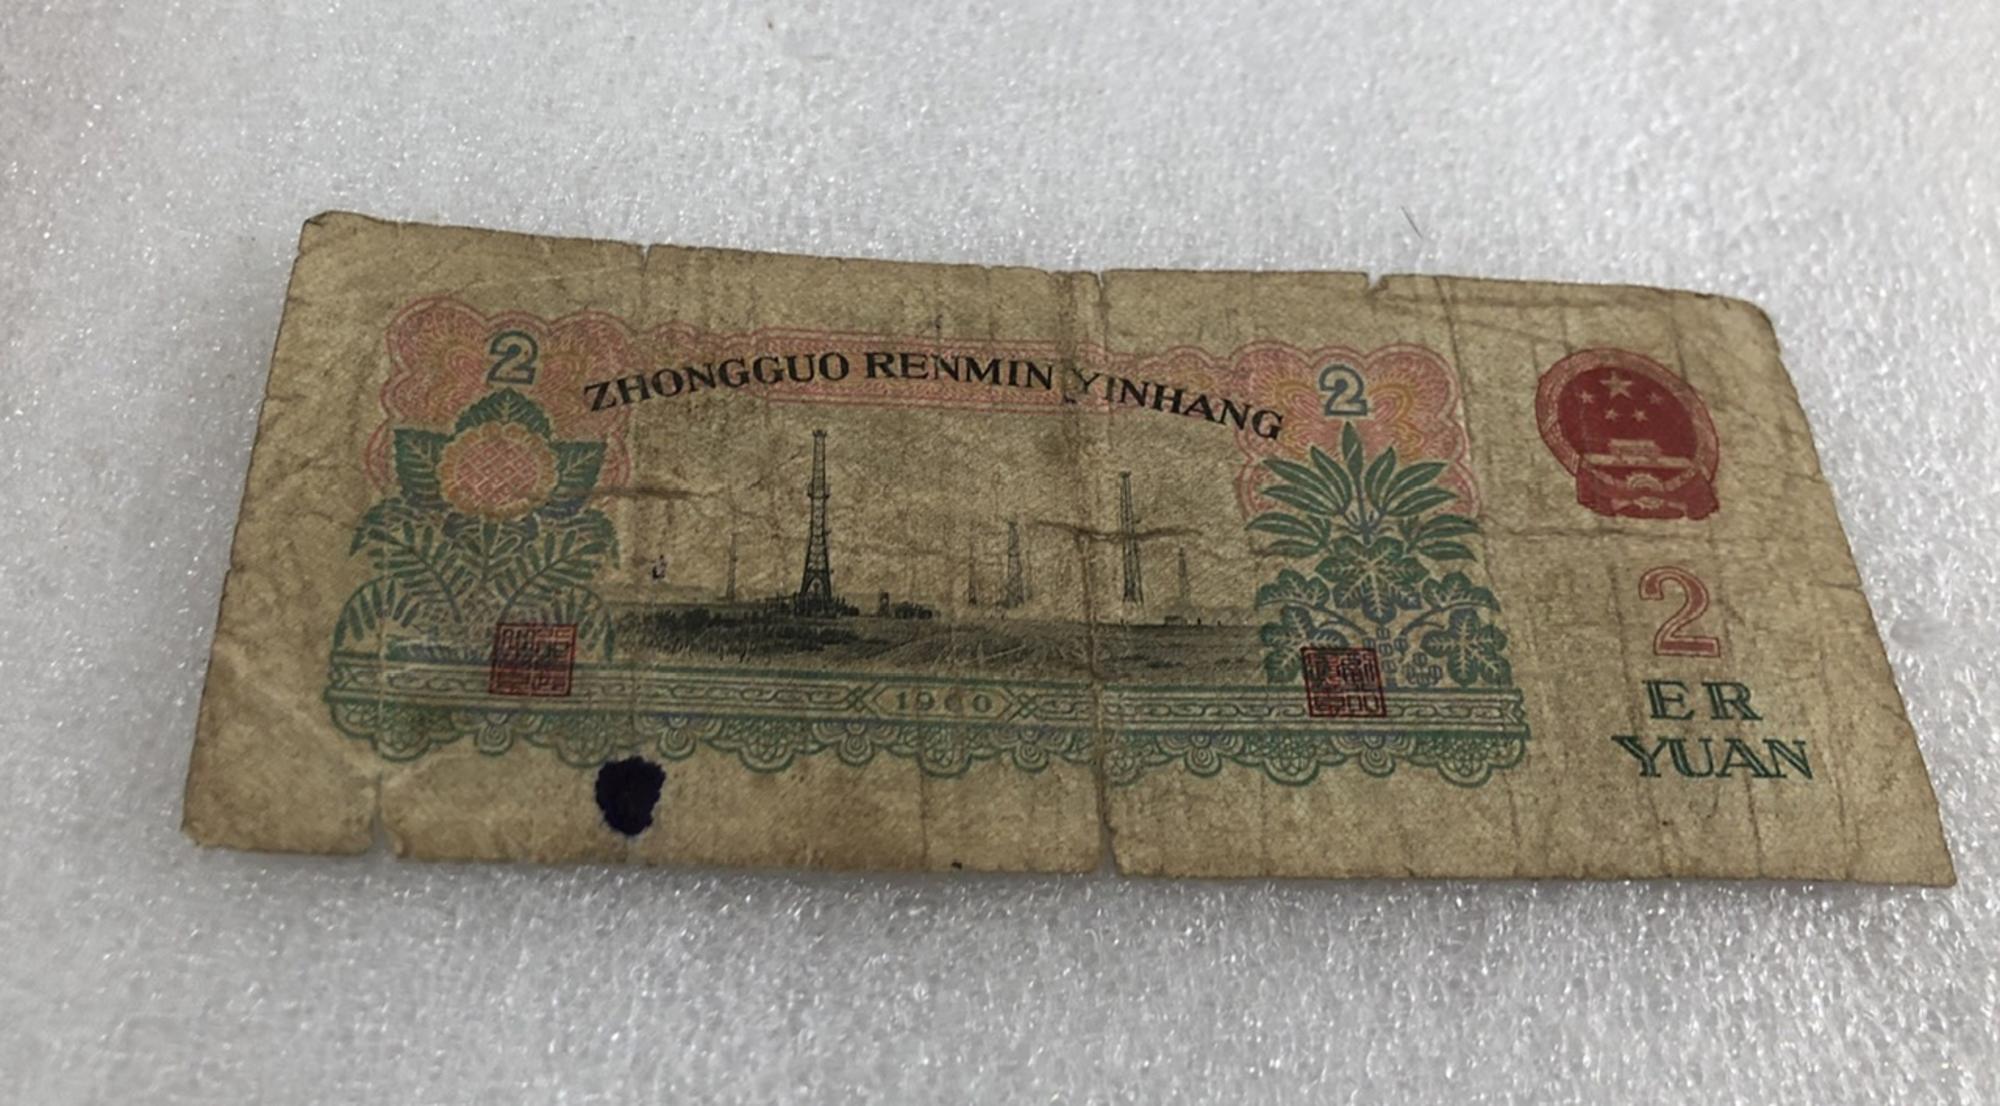 2
ZHONGGUO RENMIN YINHANG
2
1960
2
ER
YUAN